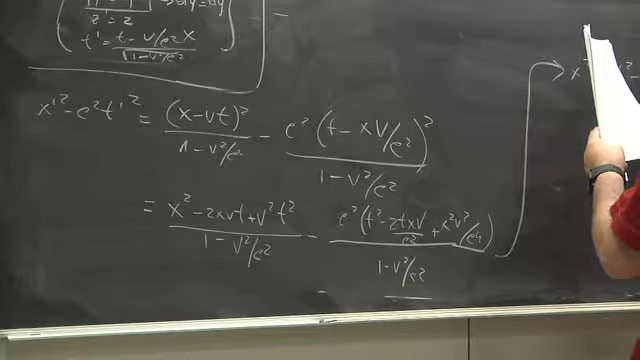 z' = z
t' = t - v/c² x / √1 - v²/c²
x'² - c²t'² = (x - vt)² / 1 - v²/c² - c² (t - xv/c²)² / 1 - v²/c²
= x² - 2xvt + v²t² / 1 - v²/c² - c² (t² - 2txv/c² + x²v²/c⁴) / 1 - v²/c²
→ x